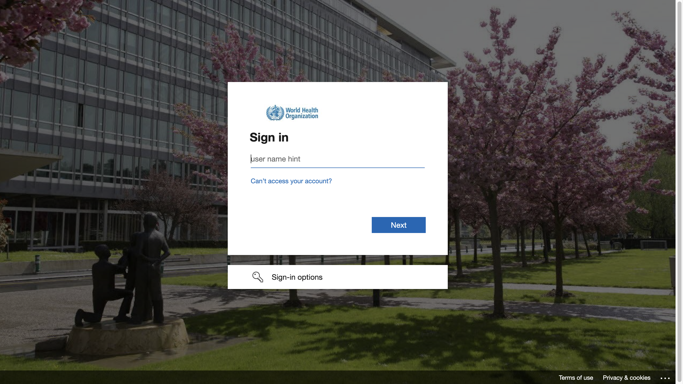 World Health
Organization
Sign in
user name hint
Can't access your account?
Next
Sign-in options
Terms of use
Privacy & cookies
...